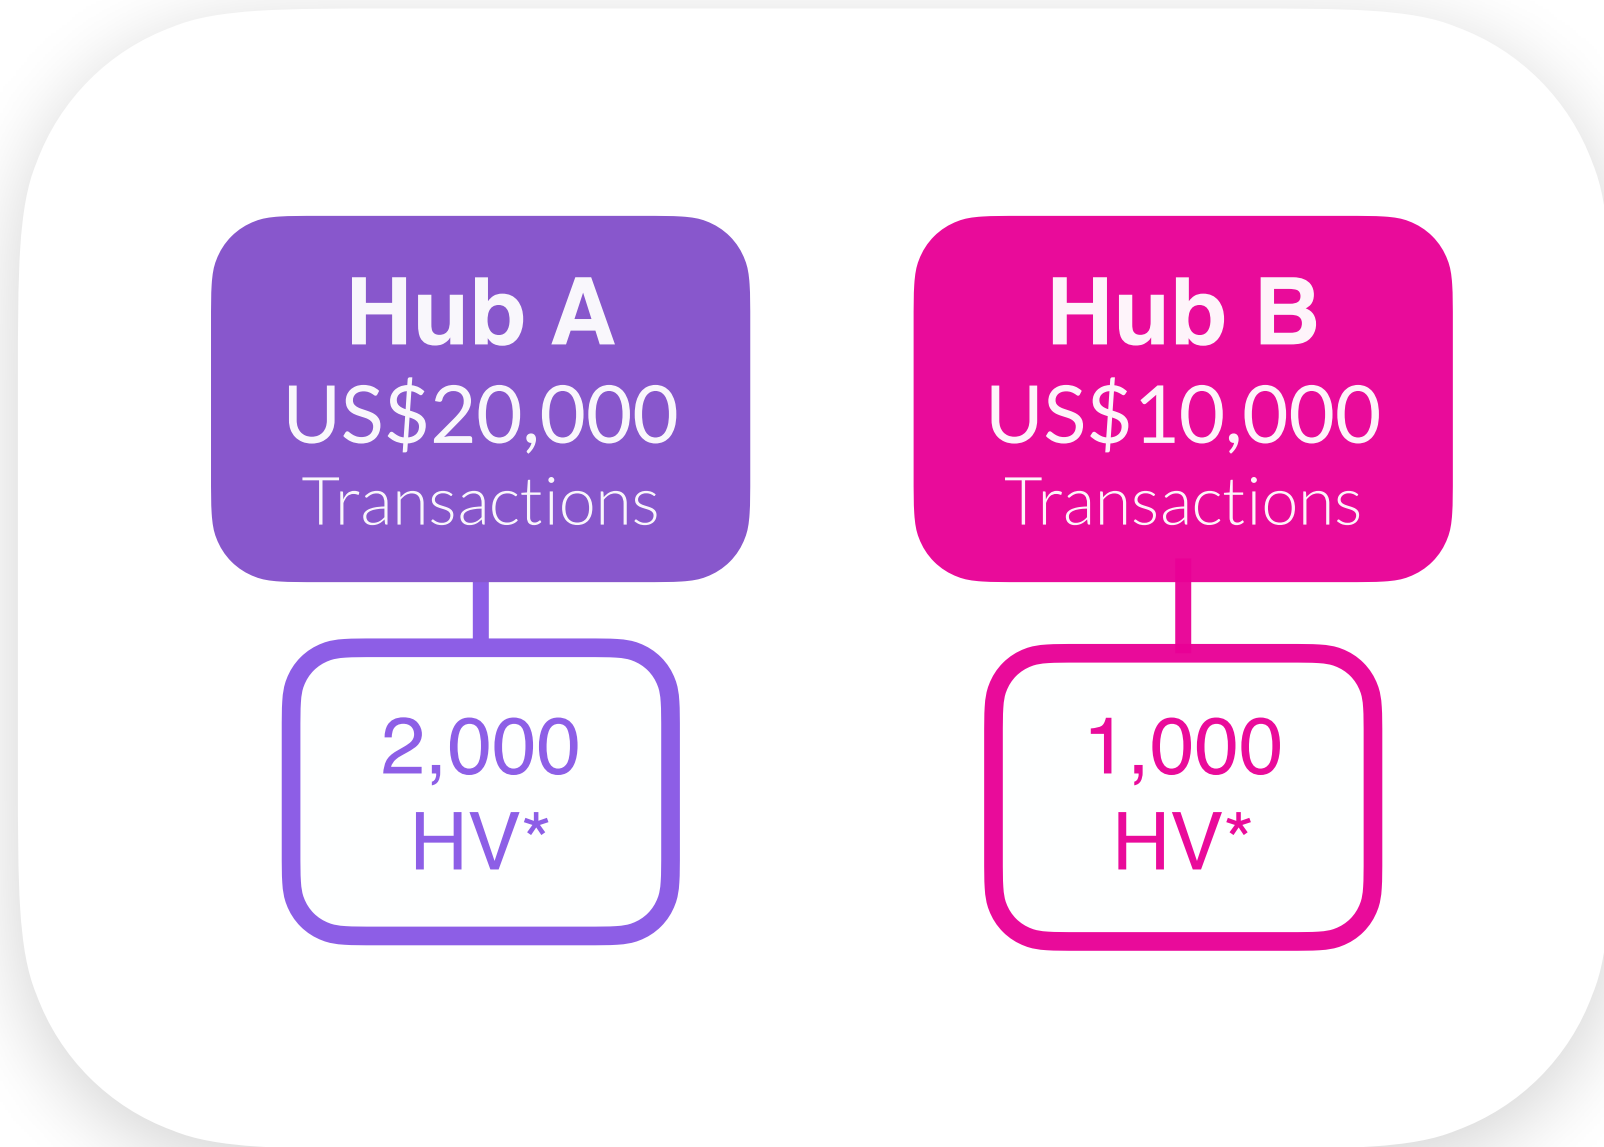 Hub A
US$20,000
Transactions
2,000
HV*
Hub B
US$10,000
Transactions
1,000
HV*